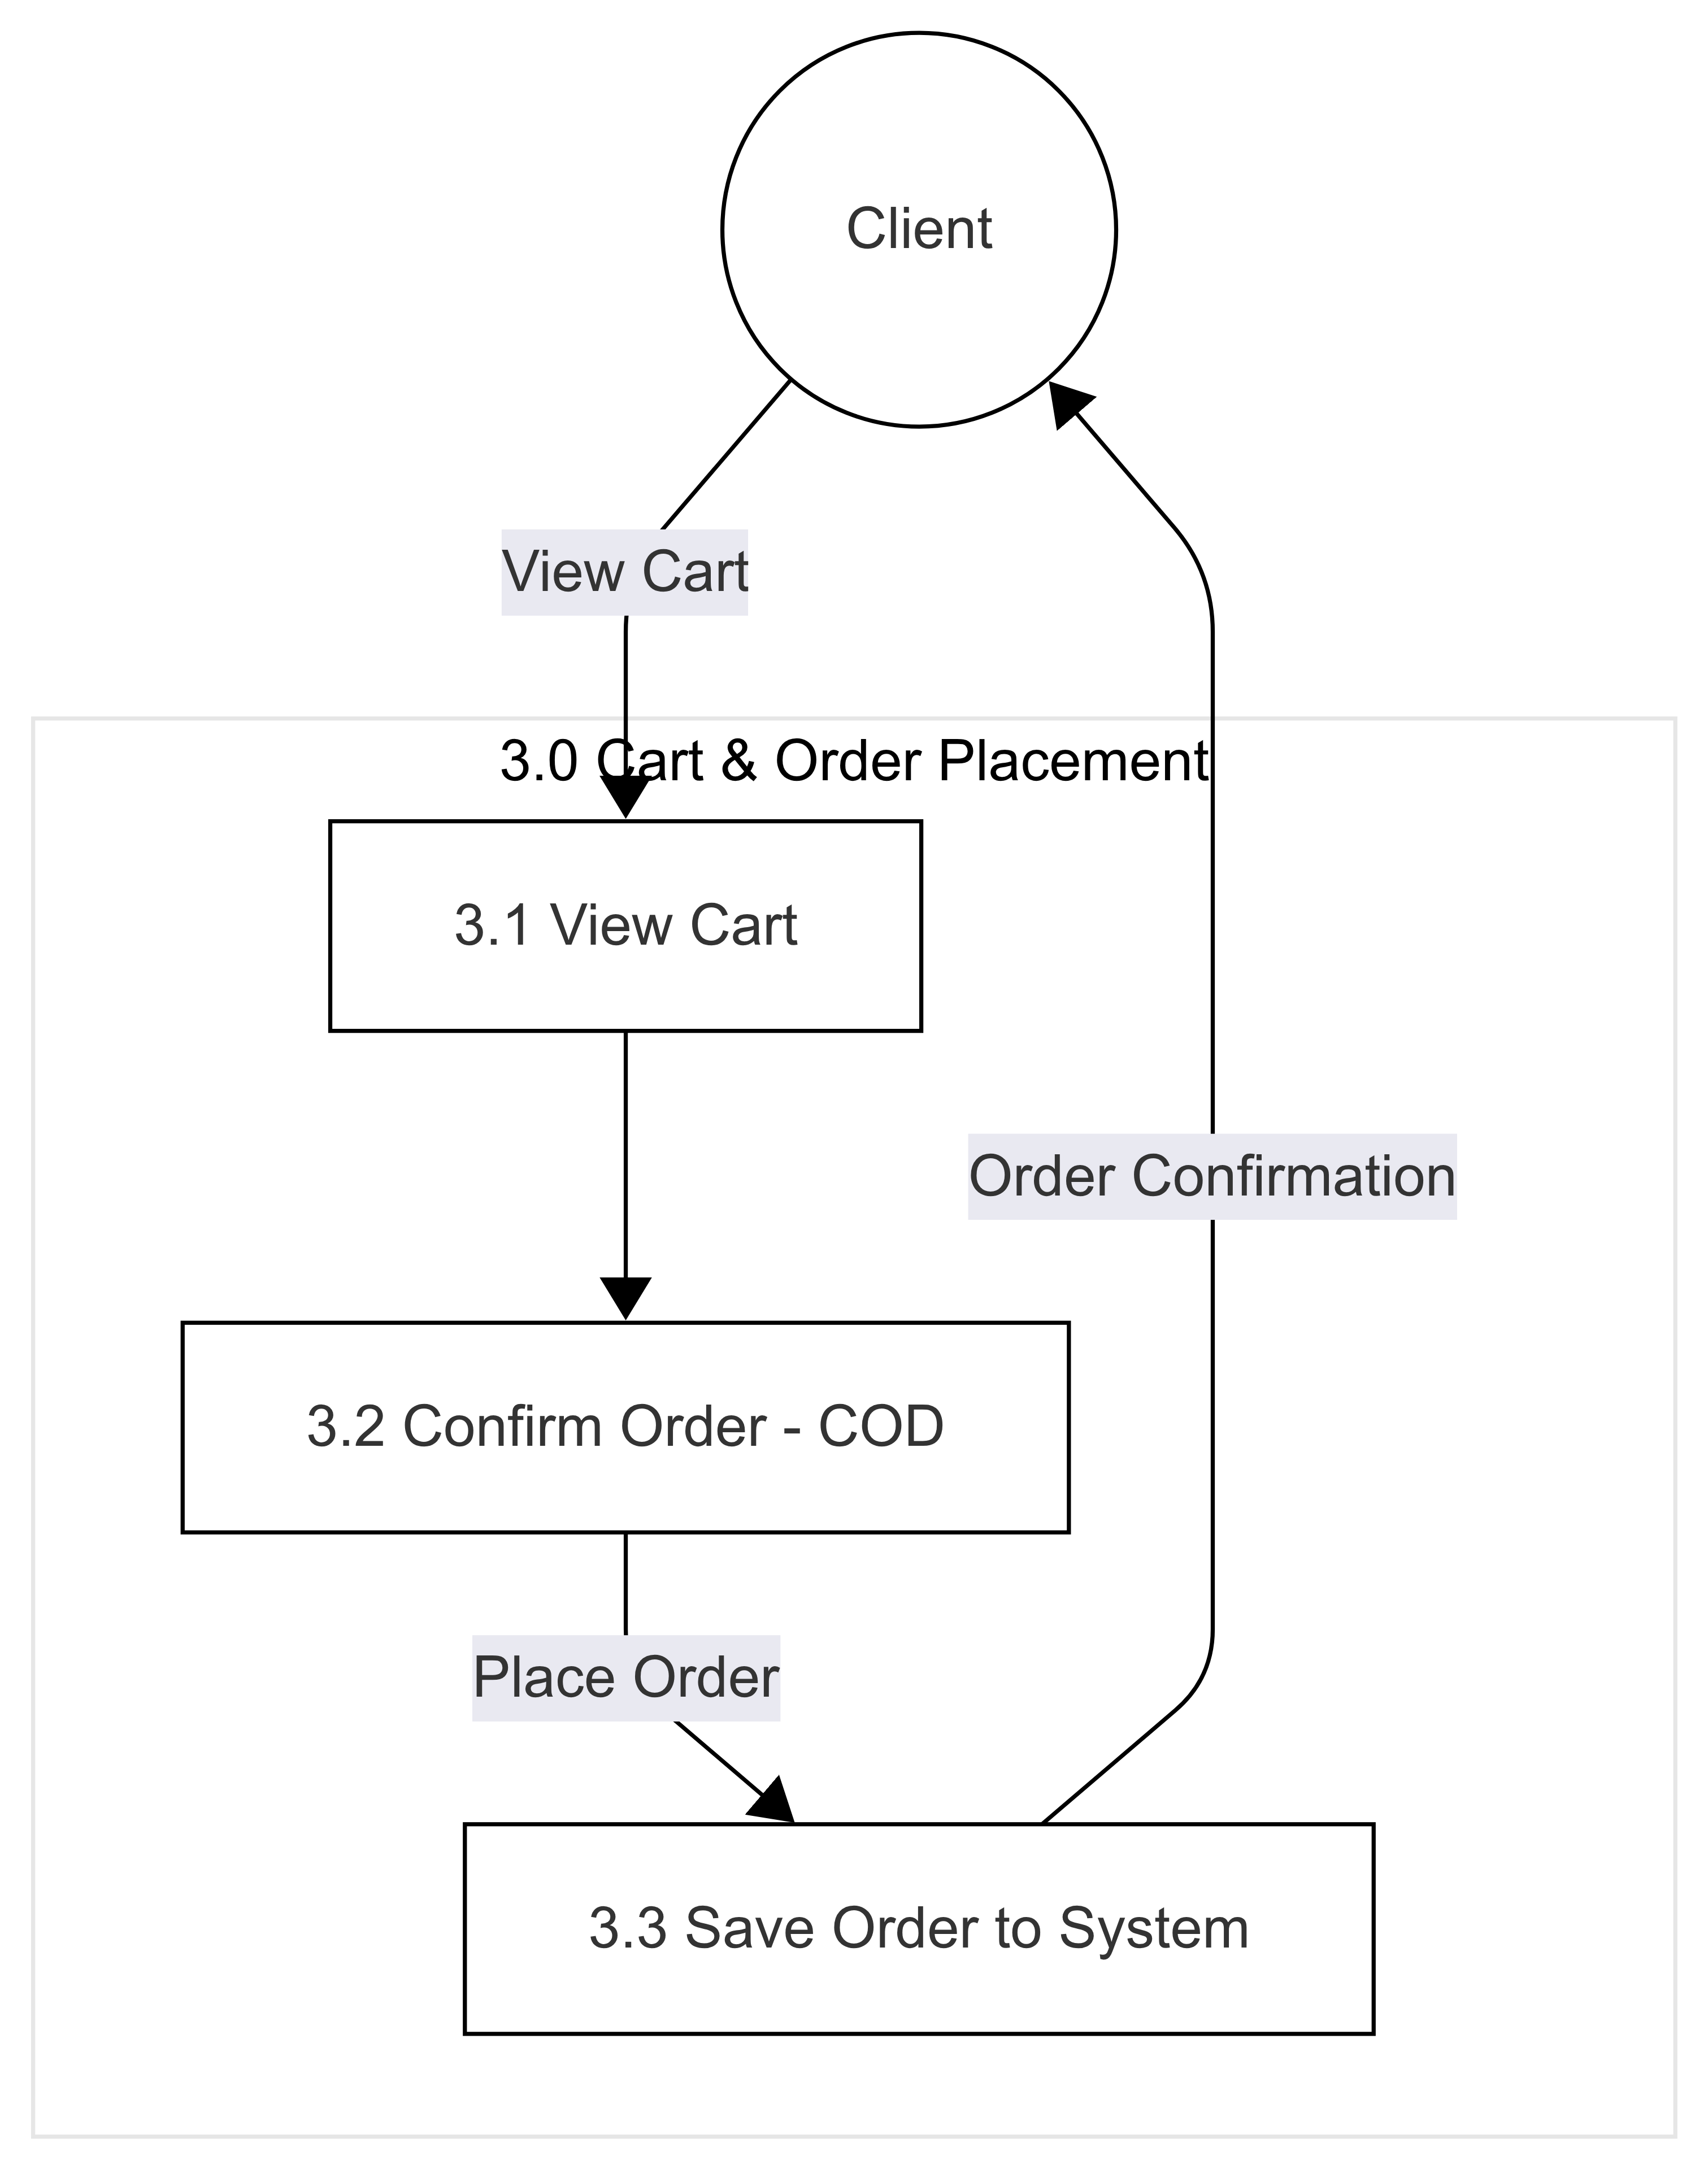 Client
View Cart
3.0 Cart & Order Placement
3.1 View Cart
Order Confirmation
3.2 Confirm Order - COD
Place Order
3.3 Save Order to System